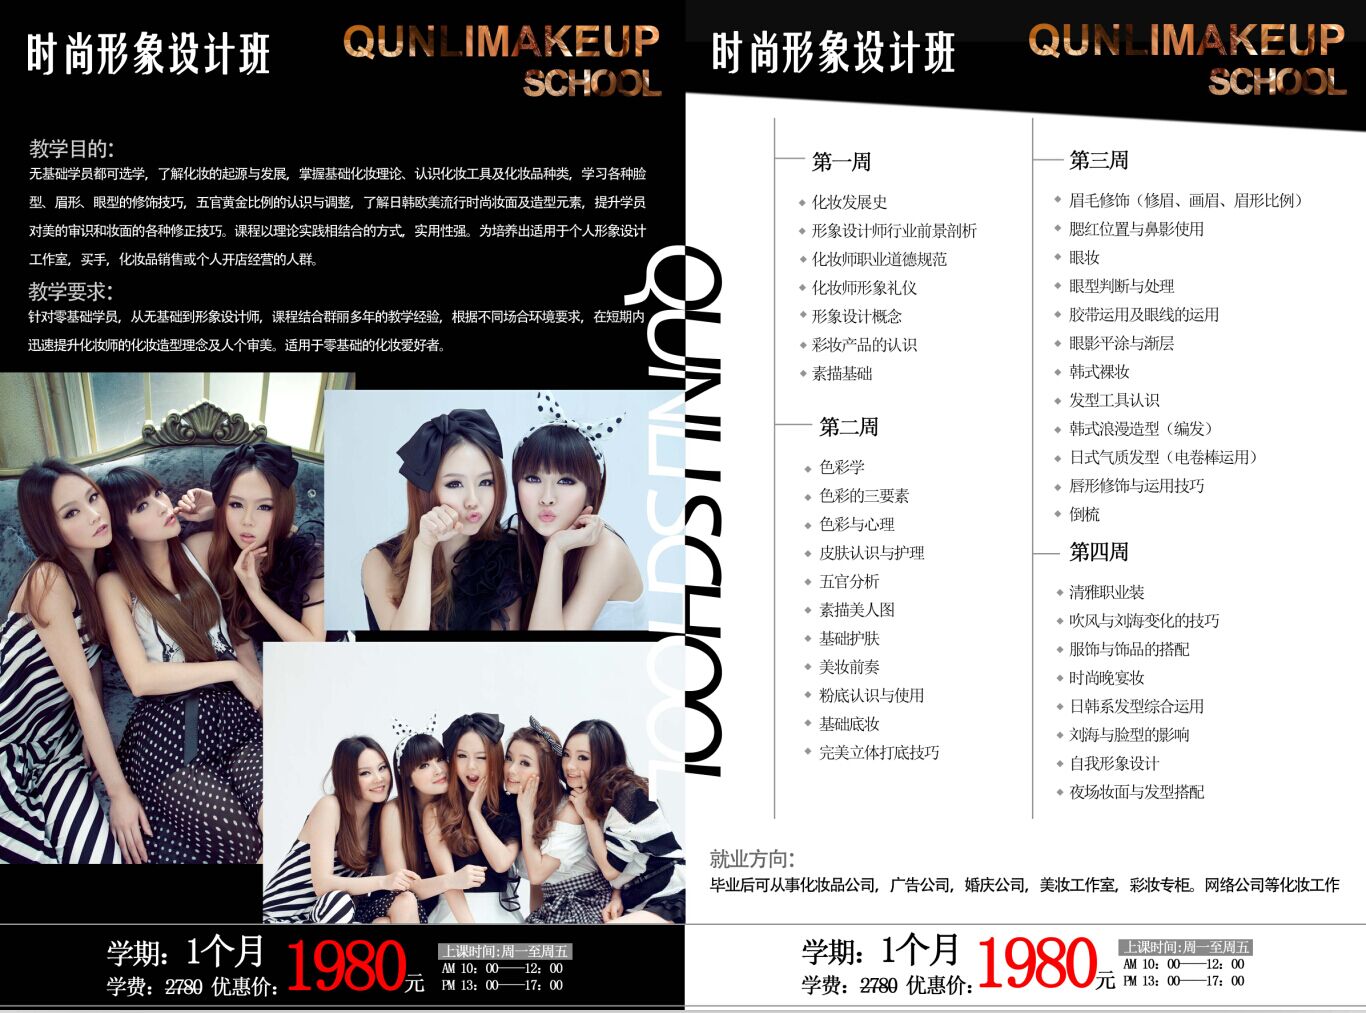 时尚形象设计班
QUNLIMAKEUP
SCHOOL
教学目的：
无基础学员都可选学，了解化妆的起源与发展，掌握基础化妆理论、认识化妆工具及化妆品种类，学习各种脸
型、眉形、眼型的修饰技巧，五官黄金比例的认识与调整，了解日韩欧美流行时尚妆面及造型元素，提升学员
对美的审识和妆面的各种修正技巧。课程以理论实践相结合的方式，实用性强。为培养出适用于个人形象设计
工作室，买手，化妆品销售或个人开店经营的人群。
教学要求：
针对零基础学员，从无基础到形象设计师，课程结合群丽多年的教学经验，根据不同场合环境要求，在短期内
迅速提升化妆师的化妆造型理念及人个审美。适用于零基础的化妆爱好者。
学期：1个月
学费：2780 优惠价：1980元
上课时间：周一至周五
AM 10：00——12：00
PM 13：00——17：00
时尚形象设计班
QUNLIMAKEUP
SCHOOL
第一周
化妆发展史
形象设计师行业前景剖析
化妆师职业道德规范
化妆师形象礼仪
形象设计概念
彩妆产品的认识
素描基础
第二周
色彩学
色彩的三要素
色彩与心理
皮肤认识与护理
五官分析
素描美人图
基础护肤
美妆前奏
粉底认识与使用
基础底妆
完美立体打底技巧
第三周
眉毛修饰（修眉、画眉、眉形比例）
腮红位置与鼻影使用
眼妆
眼型判断与处理
胶带运用及眼线的运用
眼影平涂与渐层
韩式裸妆
发型工具认识
韩式浪漫造型（编发）
日式气质发型（电卷棒运用）
唇形修饰与运用技巧
倒梳
第四周
清雅职业装
吹风与刘海变化的技巧
服饰与饰品的搭配
时尚晚宴妆
日韩系发型综合运用
刘海与脸型的影响
自我形象设计
夜场妆面与发型搭配
就业方向：
毕业后可从事化妆品公司，广告公司，婚庆公司，美妆工作室，彩妆专柜。网络公司等化妆工作
学期：1个月
学费：2780 优惠价：1980元
上课时间：周一至周五
AM 10：00——12：00
PM 13：00——17：00